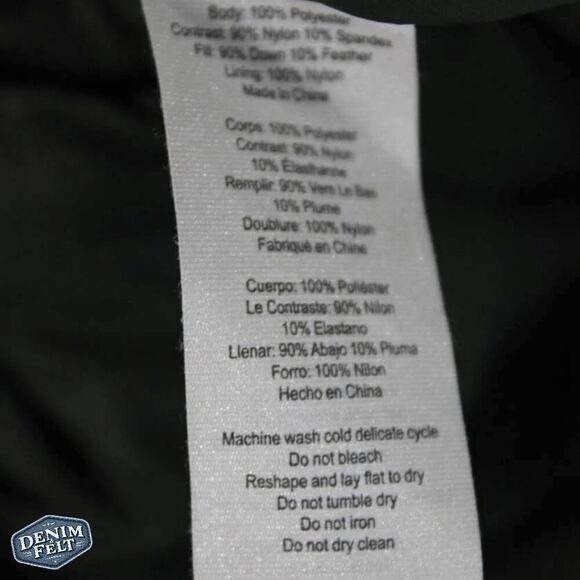 Body: 100% Polyester
Contrast: 90% Nylon 10% Spandex
Fill: 90% Down 10% Feather
Lining: 100% Nylon
Made in China
Corps: 100% Polyester
Contrast: 90% Nylon
10% Élasthanne
Remplir: 90% Vers Le Bas
10% Plume
Doublure: 100% Nylon
Fabriqué en Chine
Cuerpo: 100% Poliéster
Le Contraste: 90% Nilon
10% Elastano
Llenar: 90% Abajo 10% Pluma
Forro: 100% Nilon
Hecho en China
Machine wash cold delicate cycle
Do not bleach
Reshape and lay flat to dry
Do not tumble dry
Do not iron
Do not dry clean
DENIM
FELT